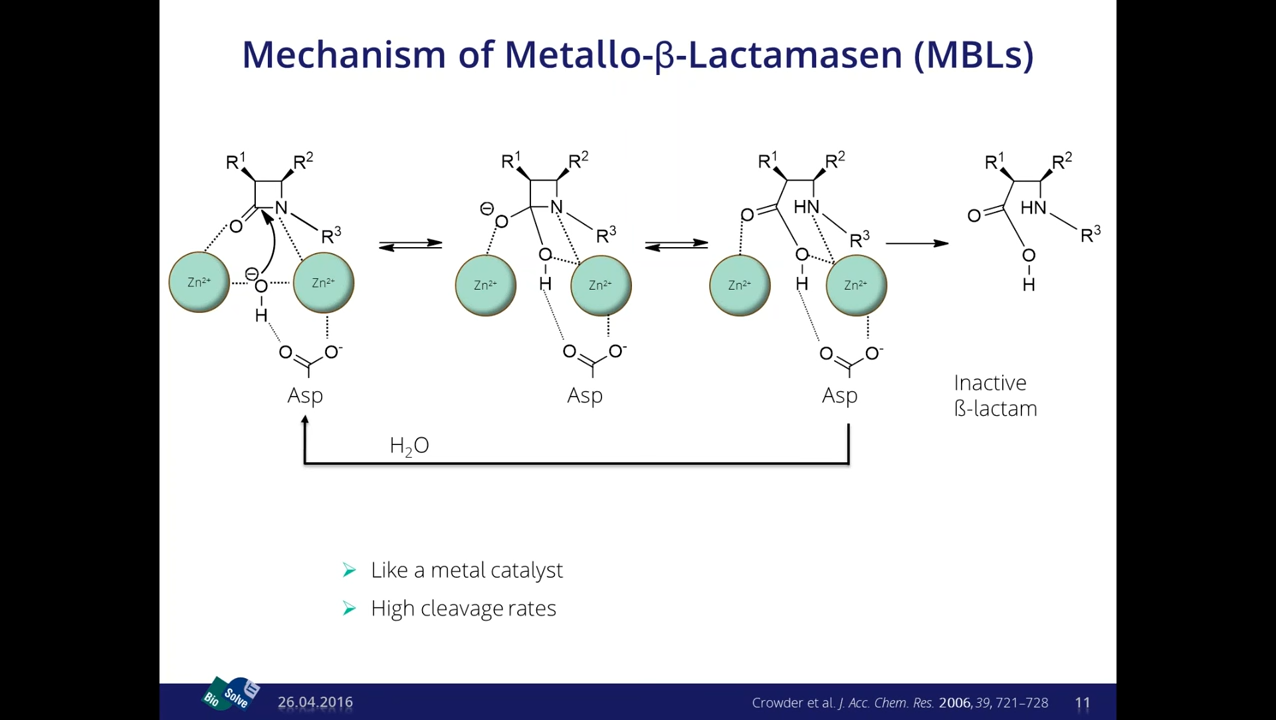 Mechanism of Metallo-β-Lactamasen (MBLs)
R¹ R² R¹ R² R¹ R² R¹ R²
O N R³ ⊖ O N R³ O HN R³ O HN R³
Zn²⁺ ⊖ O Zn²⁺ Zn²⁺ O Zn²⁺ Zn²⁺ O Zn²⁺ O
H H H H
O O⁻ O O⁻ O O⁻
Asp Asp Asp
Inactive
ß-lactam
H₂O
Like a metal catalyst
High cleavage rates
Bio Solve
26.04.2016
Crowder et al. J. Acc. Chem. Res. 2006, 39, 721–728
11